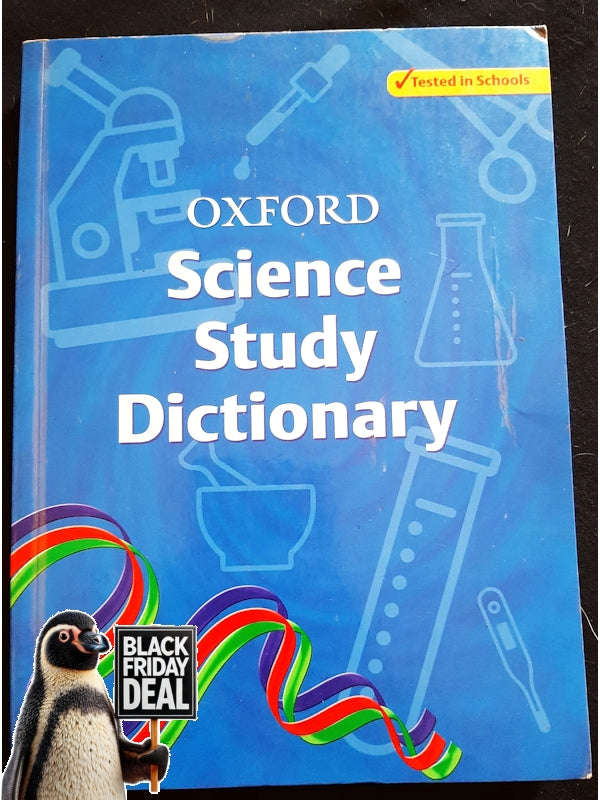 Tested in Schools
OXFORD
Science
Study
Dictionary
BLACK
FRIDAY
DEAL